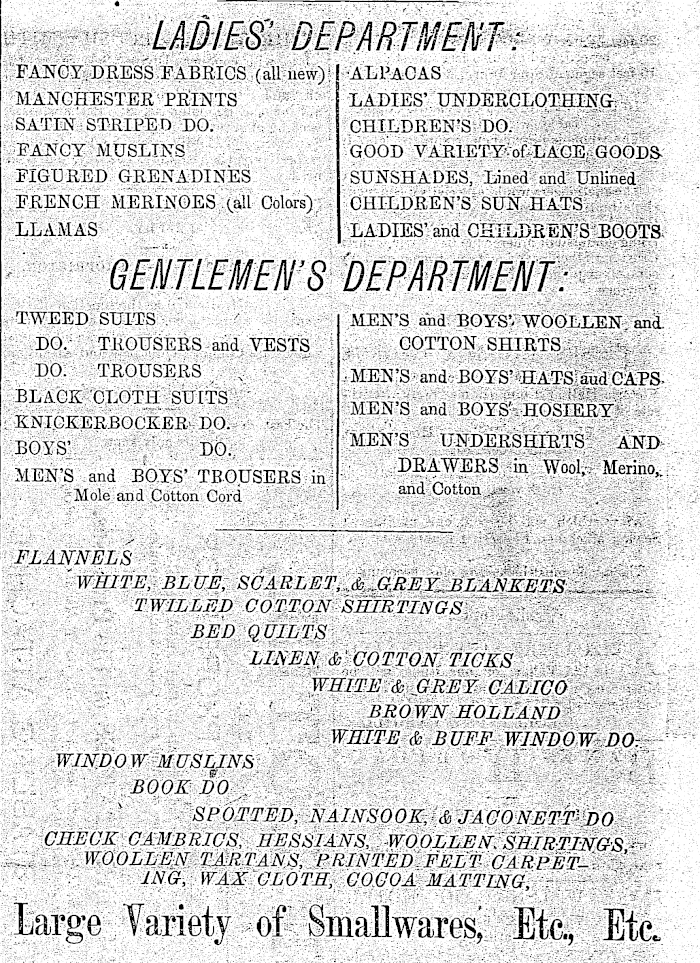 LADIES' DEPARTMENT:
FANCY DRESS FABRICS (all new)
MANCHESTER PRINTS
SATIN STRIPED DO.
FANCY MUSLINS
FIGURED GRENADINES
FRENCH MERINOES (all Colors)
LLAMAS
ALPACAS
LADIES' UNDERCLOTHING
CHILDREN'S DO.
GOOD VARIETY of LACE GOODS
SUNSHADES, Lined and Unlined
CHILDREN'S SUN HATS
LADIES' and CHILDREN'S BOOTS
GENTLEMEN'S DEPARTMENT:
TWEED SUITS
DO. TROUSERS and VESTS
DO. TROUSERS
BLACK CLOTH SUITS
KNICKERBOCKER DO.
BOYS' DO.
MEN'S and BOYS' TROUSERS in
Mole and Cotton Cord
MEN'S and BOYS' WOOLLEN and
COTTON SHIRTS
MEN'S and BOYS' HATS aud CAPS
MEN'S and BOYS' HOSIERY
MEN'S UNDERSHIRTS AND
DRAWERS in Wool, Merino,
and Cotton
FLANNELS
WHITE, BLUE, SCARLET, & GREY BLANKETS
TWILLED COTTON SHIRTINGS
BED QUILTS
LINEN & COTTON TICKS
WHITE & GREY CALICO
BROWN HOLLAND
WHITE & BUFF WINDOW DO.
WINDOW MUSLINS
BOOK DO
SPOTTED, NAINSOOK, & JACONETT DO
CHECK CAMBRICS, HESSIANS, WOOLLEN SHIRTINGS,
WOOLLEN TARTANS, PRINTED FELT CARPET-
ING, WAX CLOTH, COCOA MATTING,
Large Variety of Smallwares, Etc., Etc.